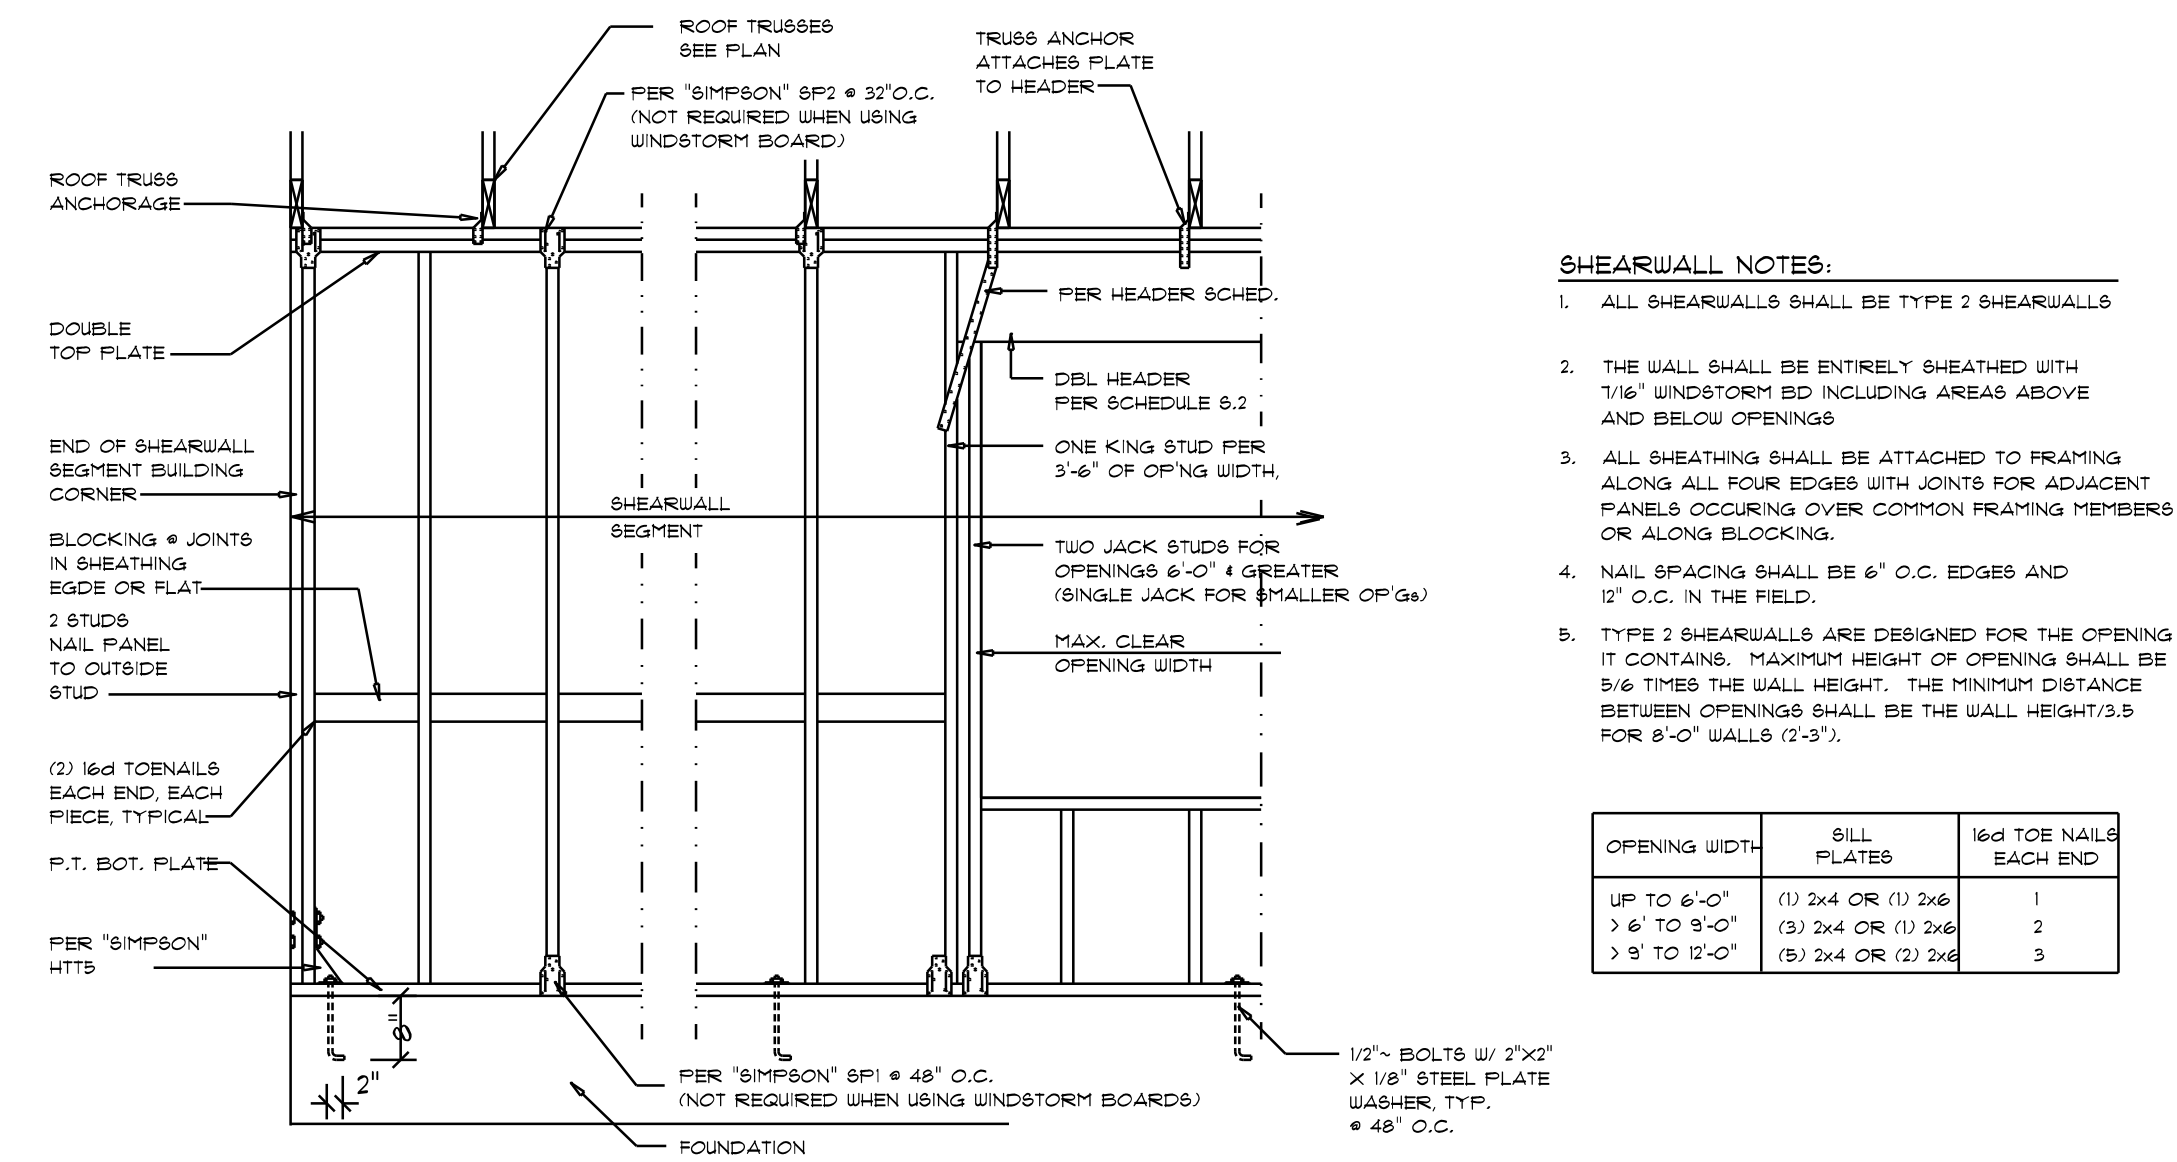 ROOF TRUSSES
SEE PLAN
PER "SIMPSON" SP2 @ 32"O.C.
(NOT REQUIRED WHEN USING
WINDSTORM BOARD)
TRUSS ANCHOR
ATTACHES PLATE
TO HEADER
ROOF TRUSS
ANCHORAGE
DOUBLE
TOP PLATE
END OF SHEARWALL
SEGMENT BUILDING
CORNER
BLOCKING @ JOINTS
IN SHEATHING
EGDE OR FLAT
2 STUDS
NAIL PANEL
TO OUTSIDE
STUD
(2) 16d TOENAILS
EACH END, EACH
PIECE, TYPICAL
P.T. BOT. PLATE
PER "SIMPSON"
HTT5
SHEARWALL
SEGMENT
PER HEADER SCHED.
DBL HEADER
PER SCHEDULE S.2
ONE KING STUD PER
3'-6" OF OP'NG WIDTH,
TWO JACK STUDS FOR
OPENINGS 6'-0" & GREATER
(SINGLE JACK FOR SMALLER OP'Gs)
MAX. CLEAR
OPENING WIDTH
8"
2"
PER "SIMPSON" SP1 @ 48" O.C.
(NOT REQUIRED WHEN USING WINDSTORM BOARDS)
FOUNDATION
1/2"~ BOLTS W/ 2"X2"
X 1/8" STEEL PLATE
WASHER, TYP.
@ 48" O.C.
SHEARWALL NOTES:
1. ALL SHEARWALLS SHALL BE TYPE 2 SHEARWALLS
2. THE WALL SHALL BE ENTIRELY SHEATHED WITH
7/16" WINDSTORM BD INCLUDING AREAS ABOVE
AND BELOW OPENINGS
3. ALL SHEATHING SHALL BE ATTACHED TO FRAMING
ALONG ALL FOUR EDGES WITH JOINTS FOR ADJACENT
PANELS OCCURING OVER COMMON FRAMING MEMBERS
OR ALONG BLOCKING.
4. NAIL SPACING SHALL BE 6" O.C. EDGES AND
12" O.C. IN THE FIELD.
5. TYPE 2 SHEARWALLS ARE DESIGNED FOR THE OPENING
IT CONTAINS. MAXIMUM HEIGHT OF OPENING SHALL BE
5/6 TIMES THE WALL HEIGHT. THE MINIMUM DISTANCE
BETWEEN OPENINGS SHALL BE THE WALL HEIGHT/3.5
FOR 8'-0" WALLS (2'-3").
OPENING WIDTH
SILL
PLATES
16d TOE NAILS
EACH END
UP TO 6'-0" (1) 2x4 OR (1) 2x6 1
> 6' TO 9'-0" (3) 2x4 OR (1) 2x6 2
> 9' TO 12'-0" (5) 2x4 OR (2) 2x6 3